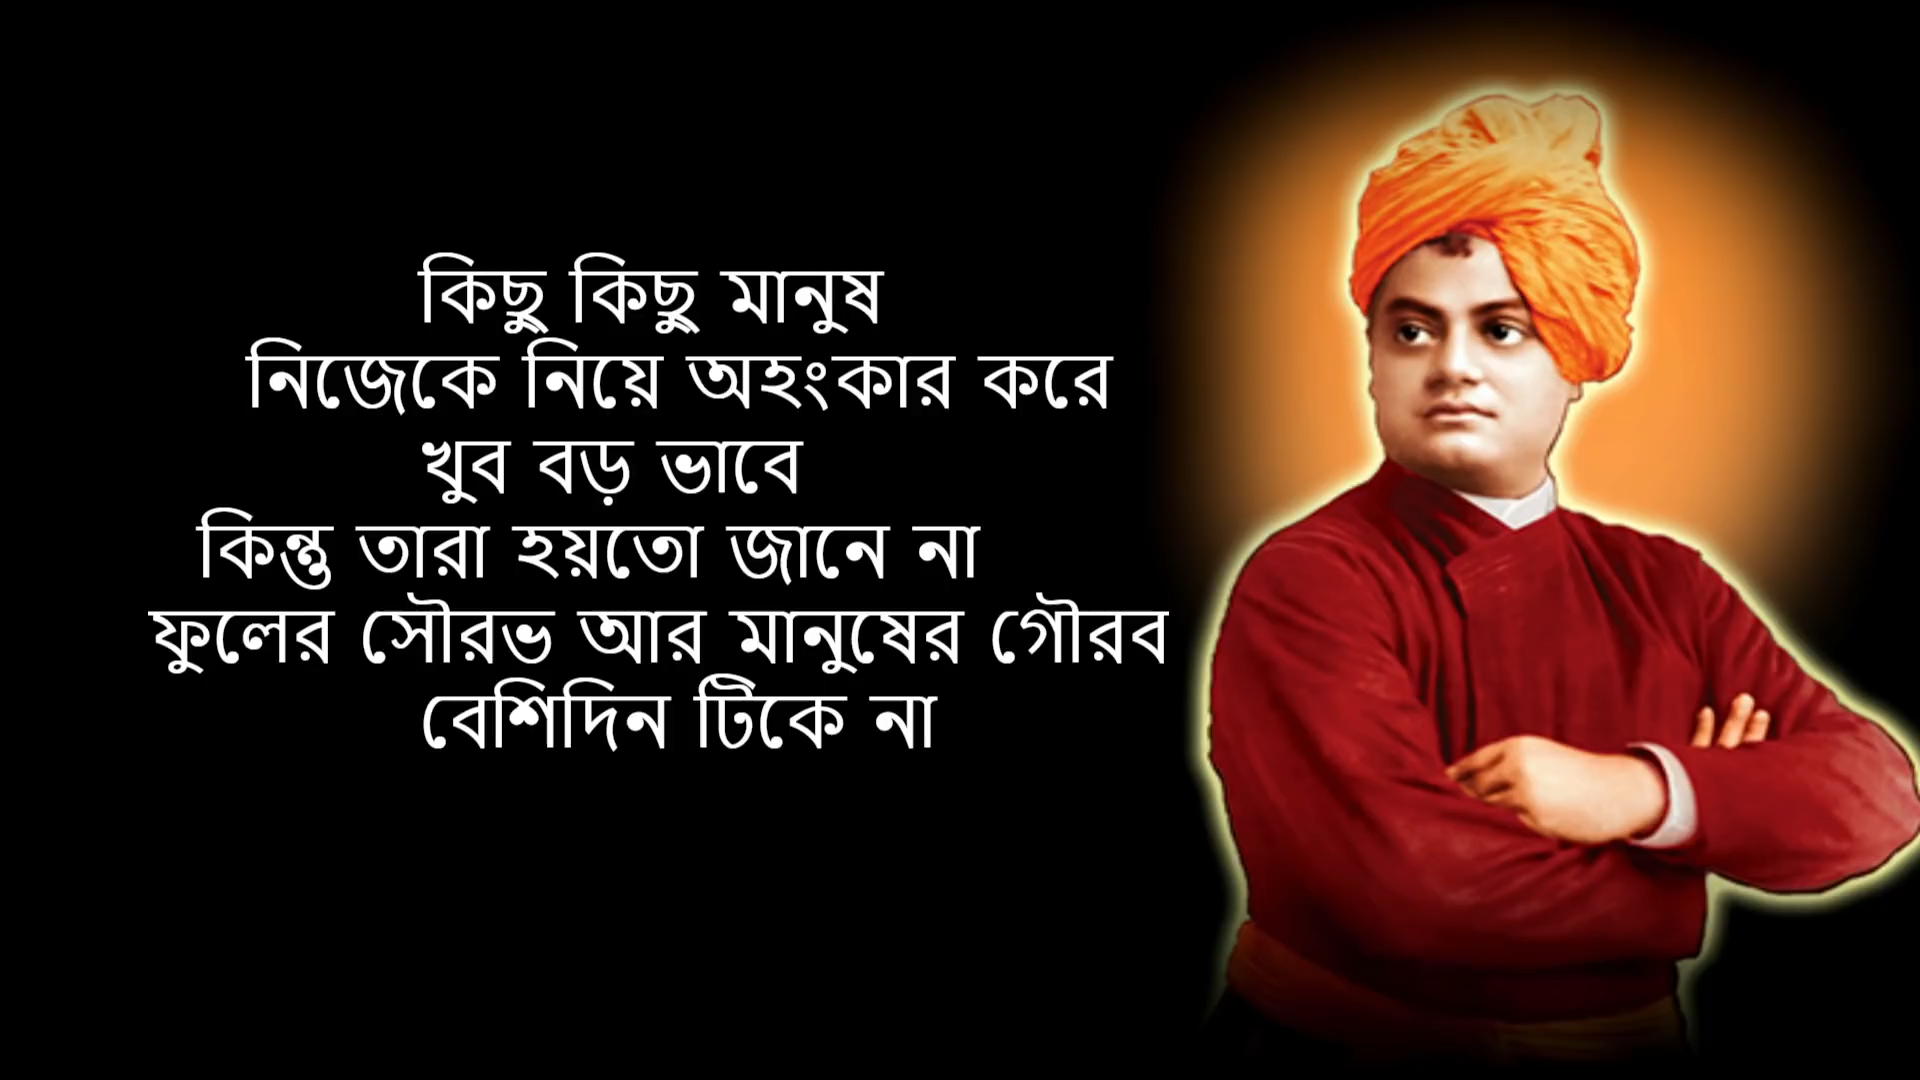 কিছু কিছু মানুষ
নিজেকে নিয়ে অহংকার করে
খুব বড় ভাবে
কিন্তু তারা হয়তো জানে না
ফুলের সৌরভ আর মানুষের গৌরব
বেশিদিন টিকে না